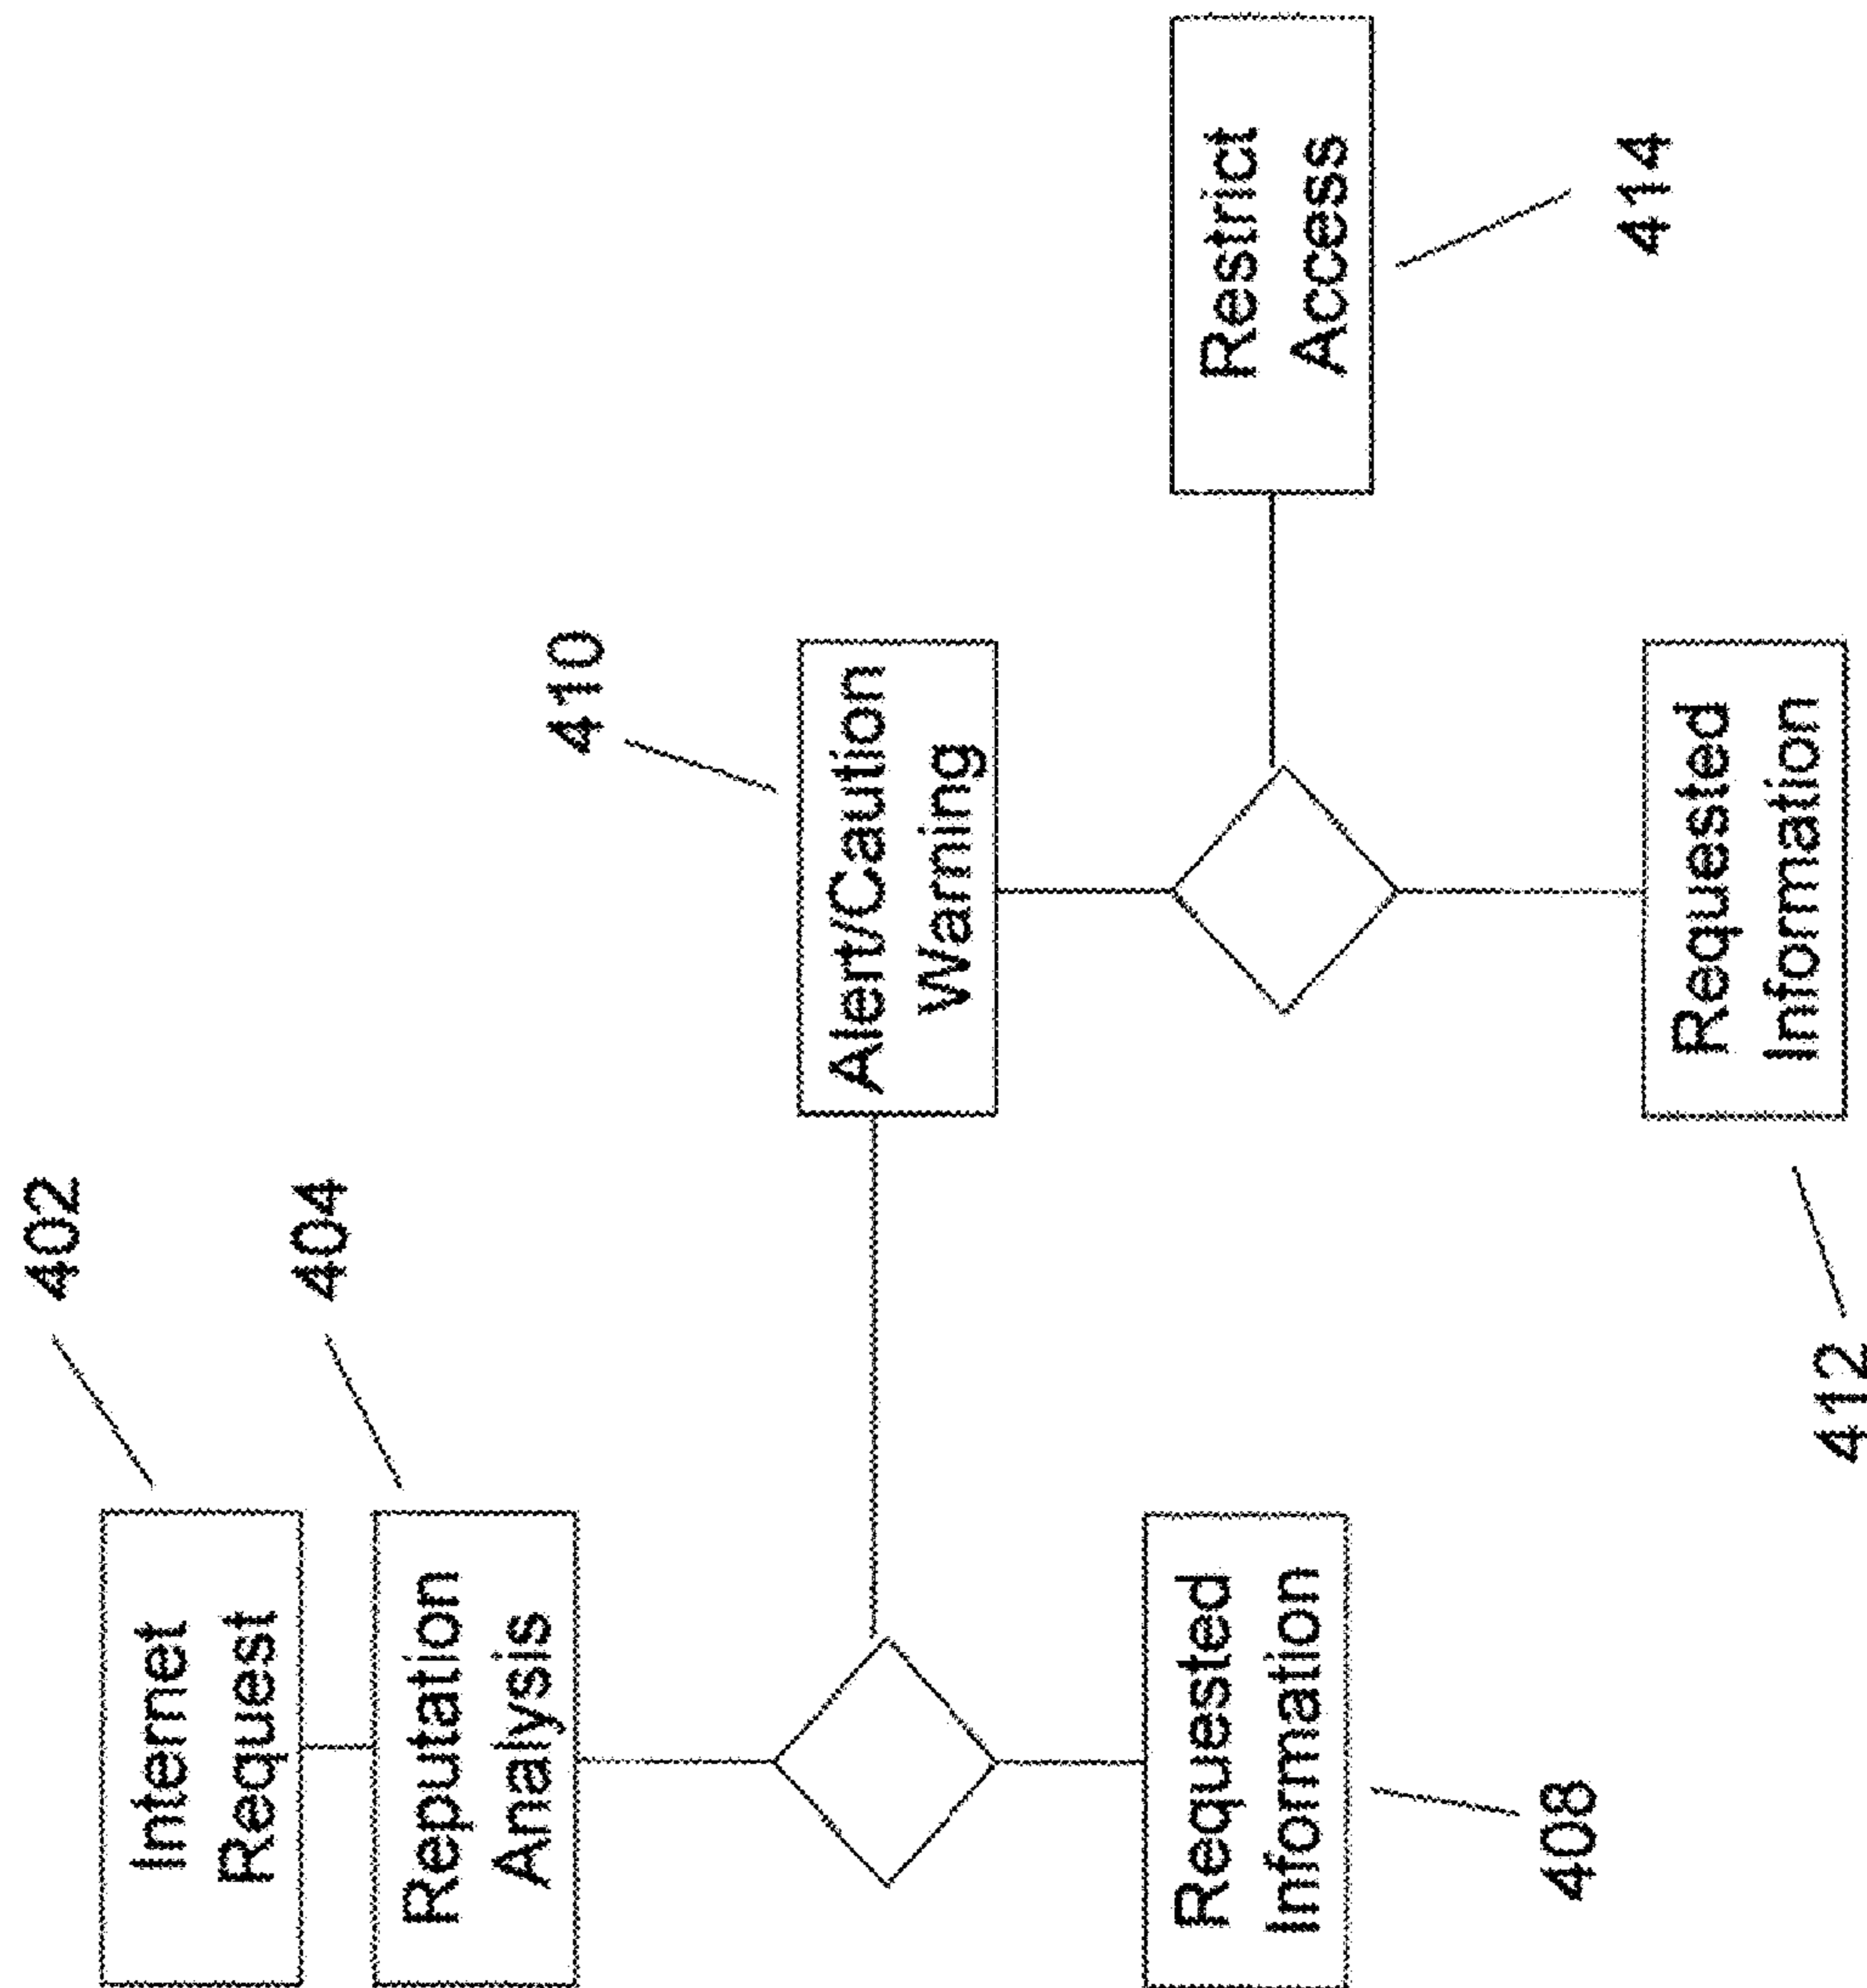 402
Internet
Request
404
Reputation
Analysis
408
Requested
Information
410
Alert/Caution
Warning
412
Requested
Information
414
Restrict
Access